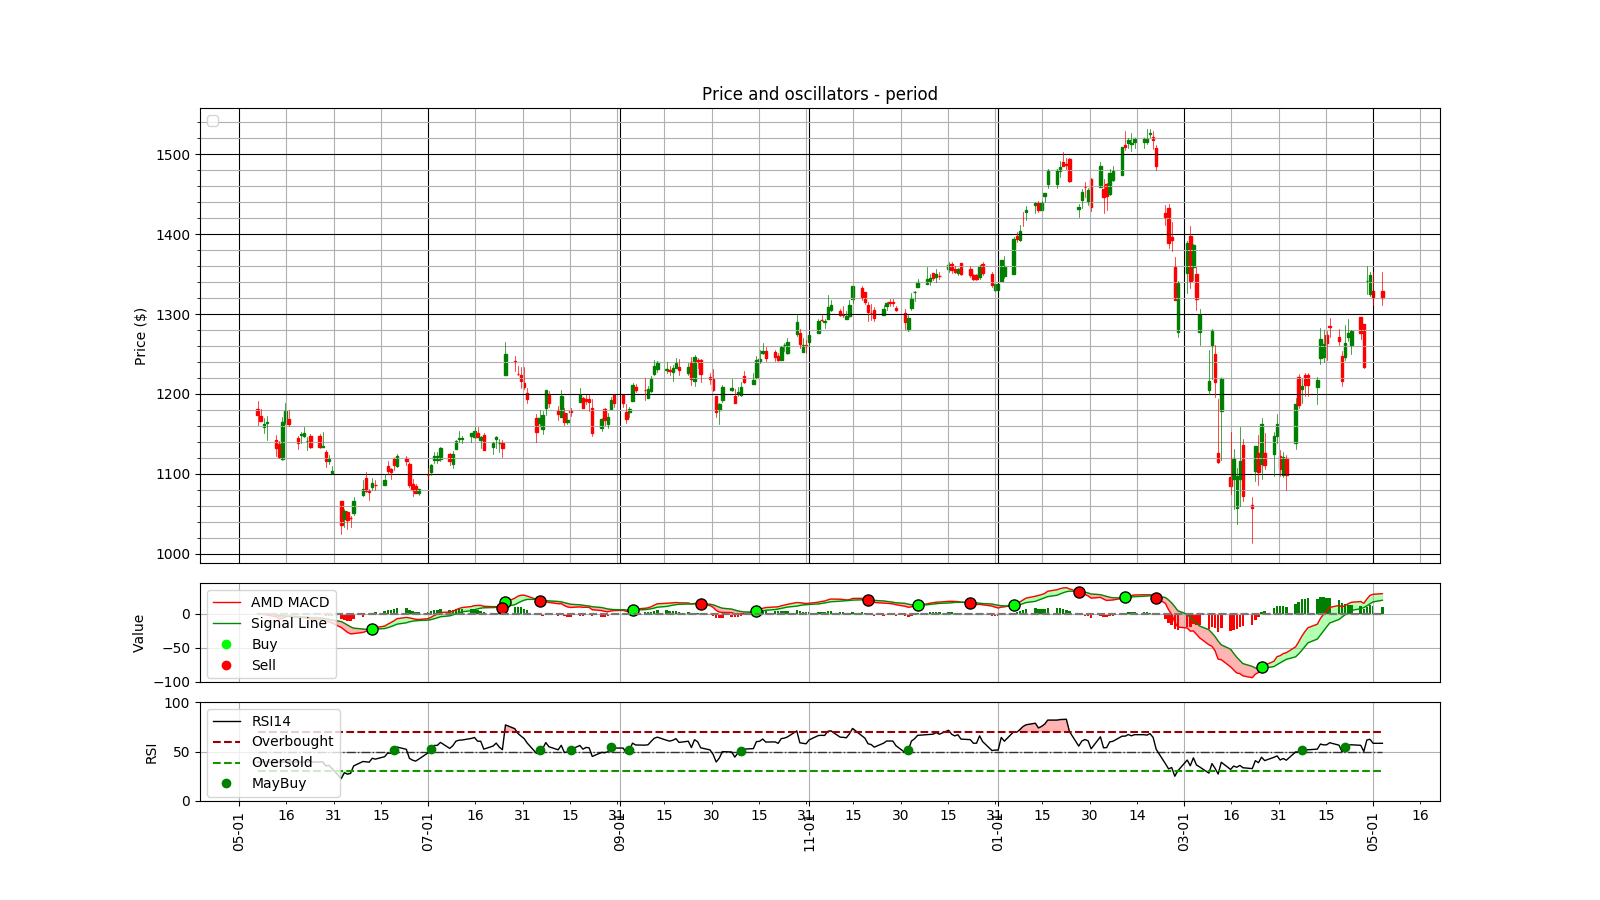 Price and oscillators - period
Price ($)
1500
1400
1300
1200
1100
1000
Value
0
−50
−100
AMD MACD
Signal Line
Buy
Sell
RSI
100
50
0
RSI14
Overbought
Oversold
MayBuy
16 31 16 31 15 31 15 30 15 31 15 30 15 31 15 30 14 16 31 15 16
05-01 07-01 09-01 11-01 01-01 03-01 05-01